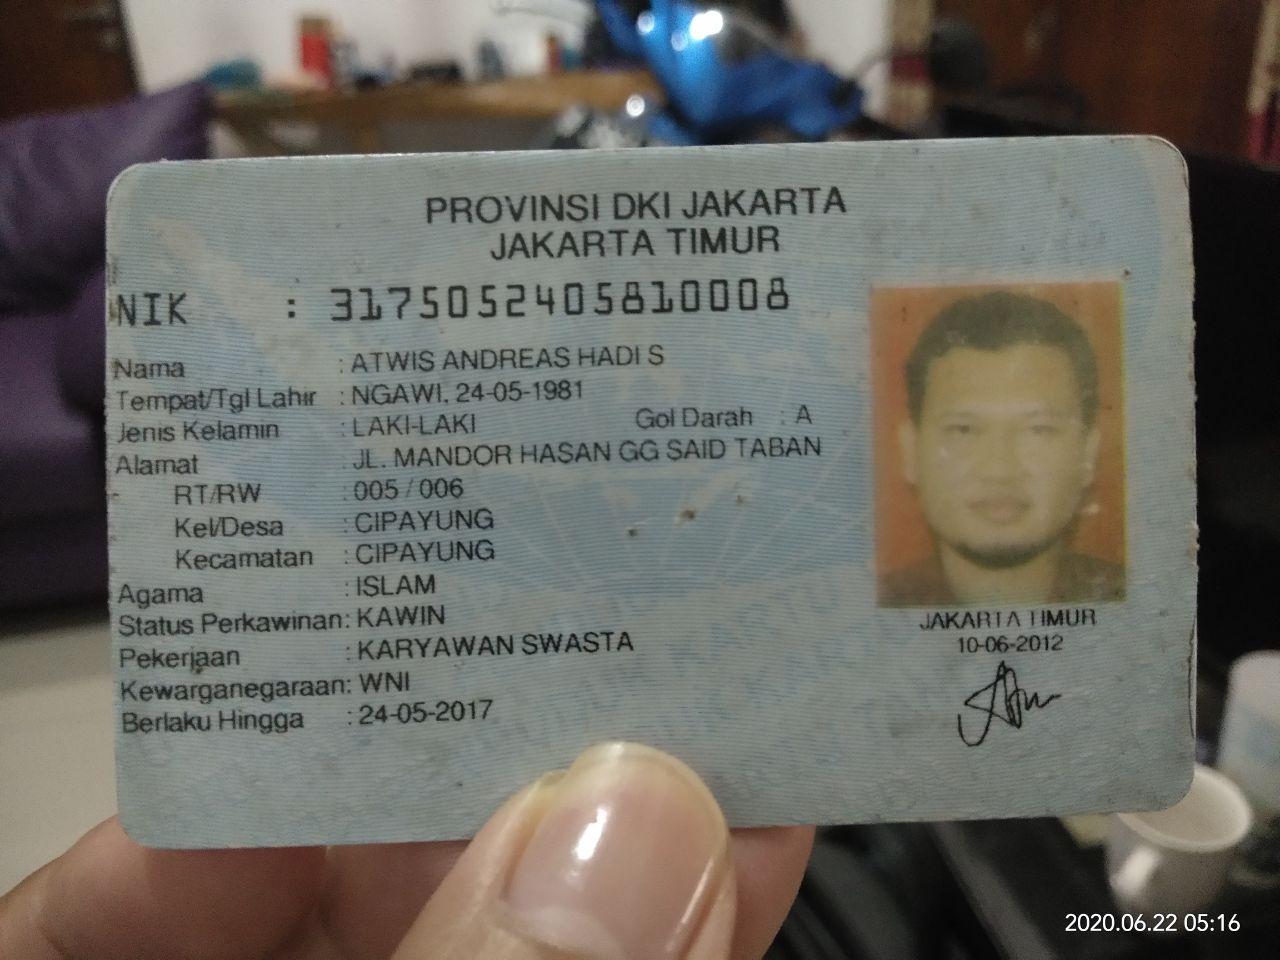 PROVINSI DKI JAKARTA
JAKARTA TIMUR
NIK : 3175052405810008
Nama : ATWIS ANDREAS HADI S
Tempat/Tgl Lahir : NGAWI, 24-05-1981
Jenis Kelamin : LAKI-LAKI Gol Darah : A
Alamat : JL. MANDOR HASAN GG SAID TABAN
RT/RW : 005 / 006
Kel/Desa : CIPAYUNG
Kecamatan : CIPAYUNG
Agama : ISLAM
Status Perkawinan: KAWIN
Pekerjaan : KARYAWAN SWASTA
Kewarganegaraan: WNI
Berlaku Hingga : 24-05-2017
JAKARTA TIMUR
10-06-2012
2020.06.22 05:16